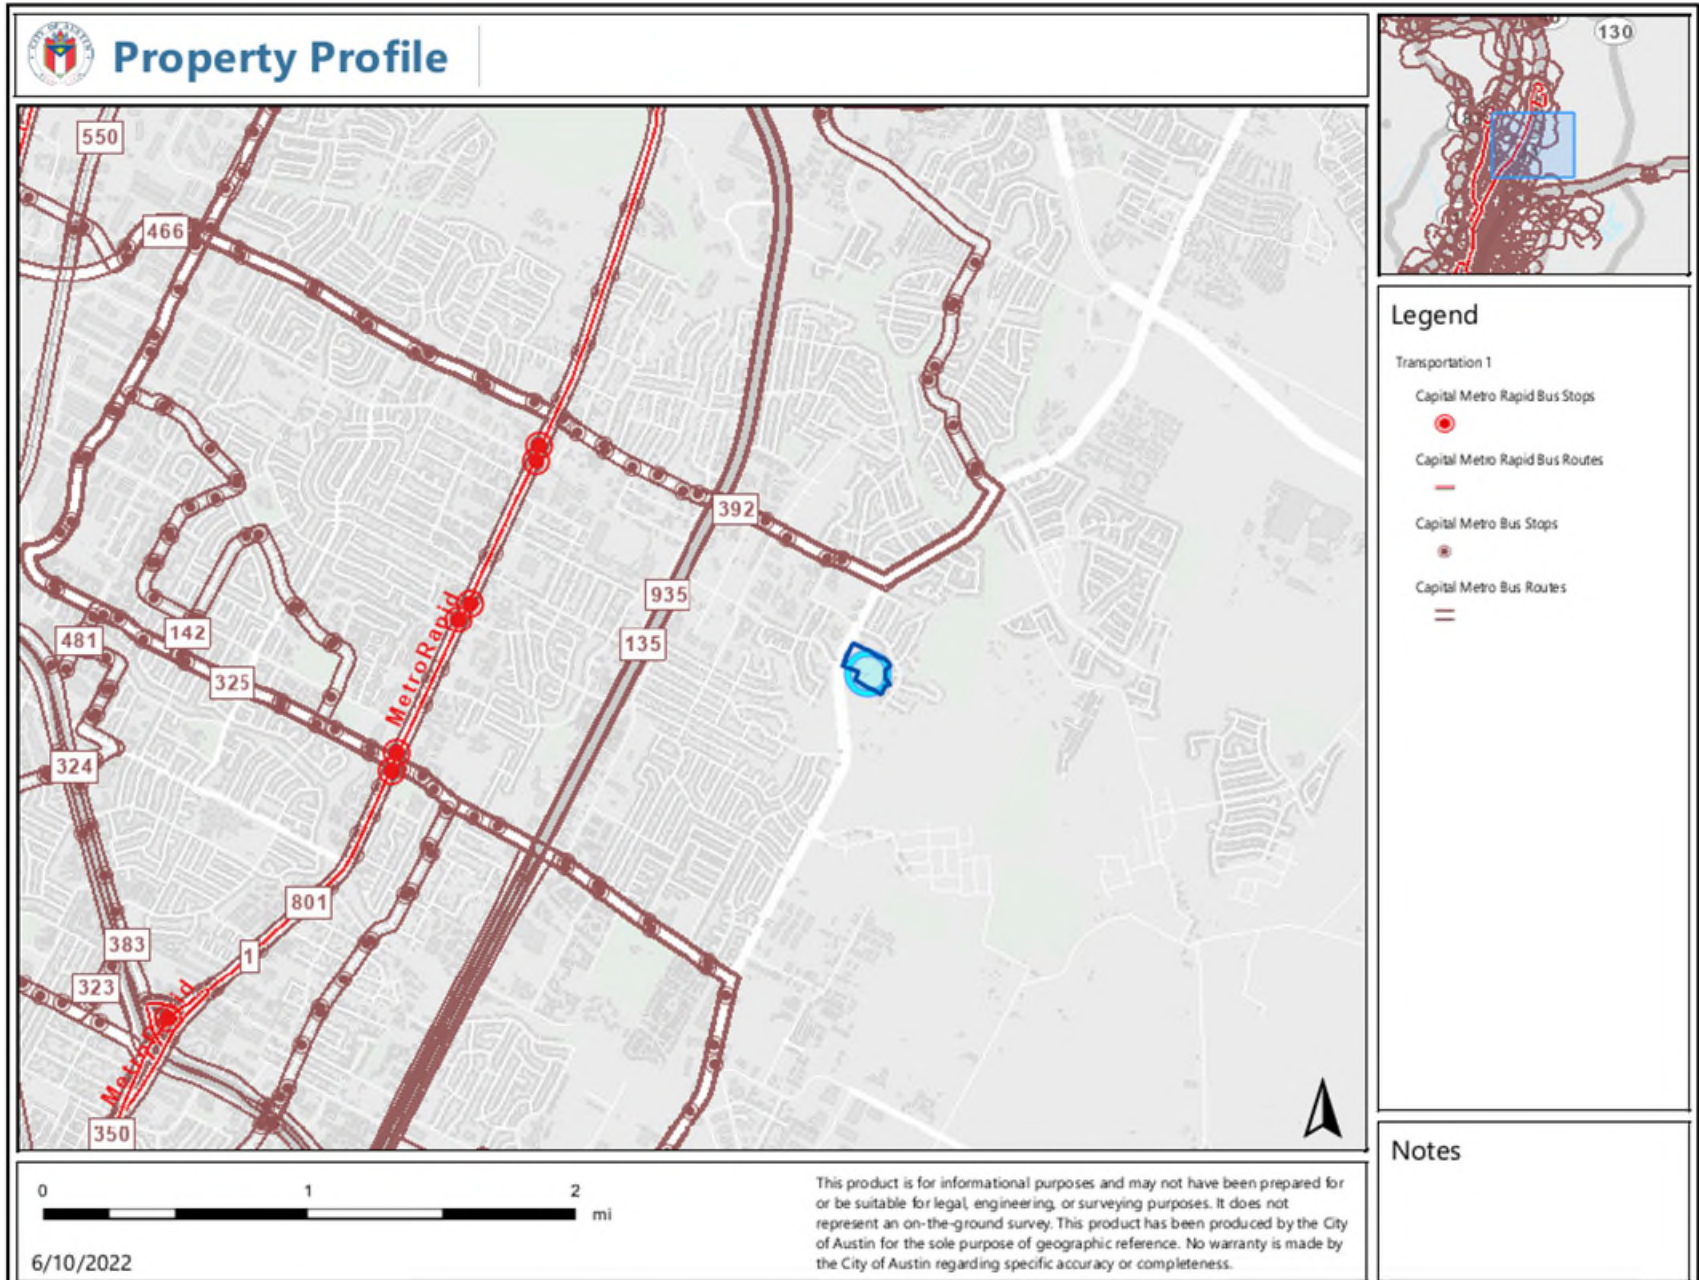 CITY OF AUSTIN
Property Profile
130
550
466
392
935
135
MetroRapid
481
142
325
324
801
383
1
323
MetroRapid
350
Legend
Transportation 1
Capital Metro Rapid Bus Stops
Capital Metro Rapid Bus Routes
Capital Metro Bus Stops
Capital Metro Bus Routes
Notes
0 1 2
mi
6/10/2022
This product is for informational purposes and may not have been prepared for
or be suitable for legal, engineering, or surveying purposes. It does not
represent an on-the-ground survey. This product has been produced by the City
of Austin for the sole purpose of geographic reference. No warranty is made by
the City of Austin regarding specific accuracy or completeness.